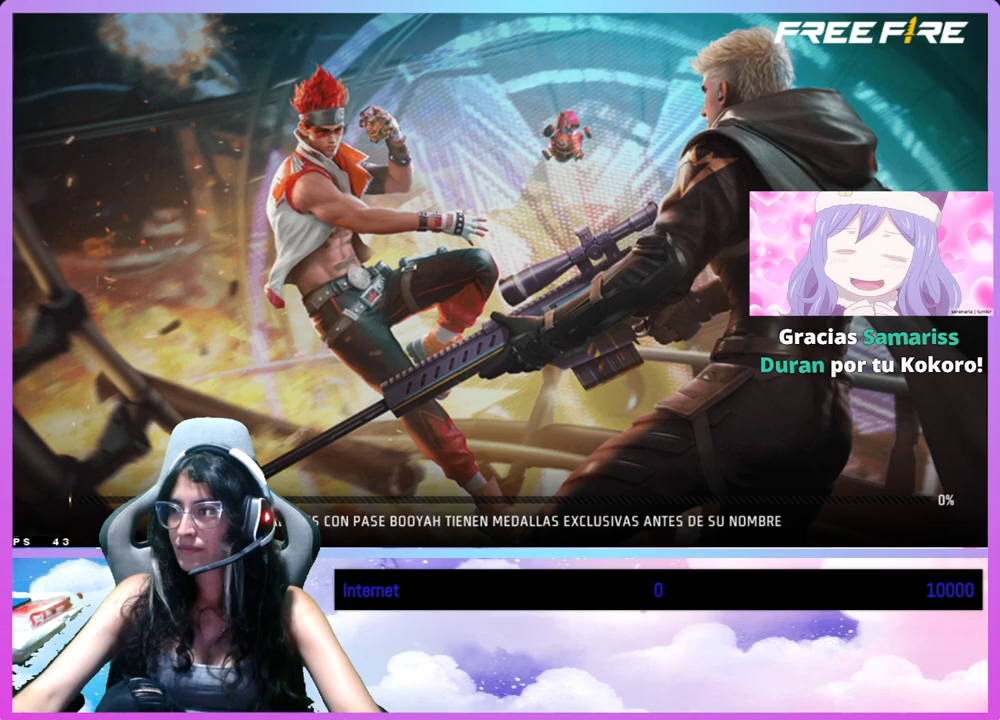 FREE FIRE
Gracias Samariss
Duran por tu Kokoro!
0%
CON PASE BOOYAH TIENEN MEDALLAS EXCLUSIVAS ANTES DE SU NOMBRE
PS 43
Internet 0 10000